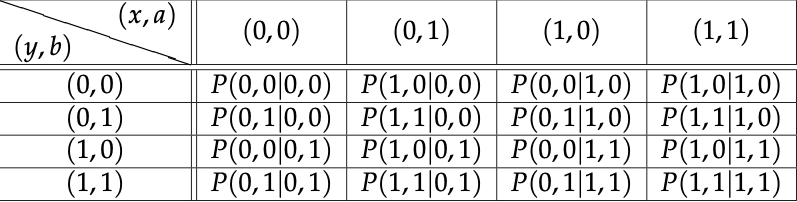 (x, a)
(y, b)
(0, 0) (0, 1) (1, 0) (1, 1)
(0, 0) P(0, 0|0, 0) P(1, 0|0, 0) P(0, 0|1, 0) P(1, 0|1, 0)
(0, 1) P(0, 1|0, 0) P(1, 1|0, 0) P(0, 1|1, 0) P(1, 1|1, 0)
(1, 0) P(0, 0|0, 1) P(1, 0|0, 1) P(0, 0|1, 1) P(1, 0|1, 1)
(1, 1) P(0, 1|0, 1) P(1, 1|0, 1) P(0, 1|1, 1) P(1, 1|1, 1)